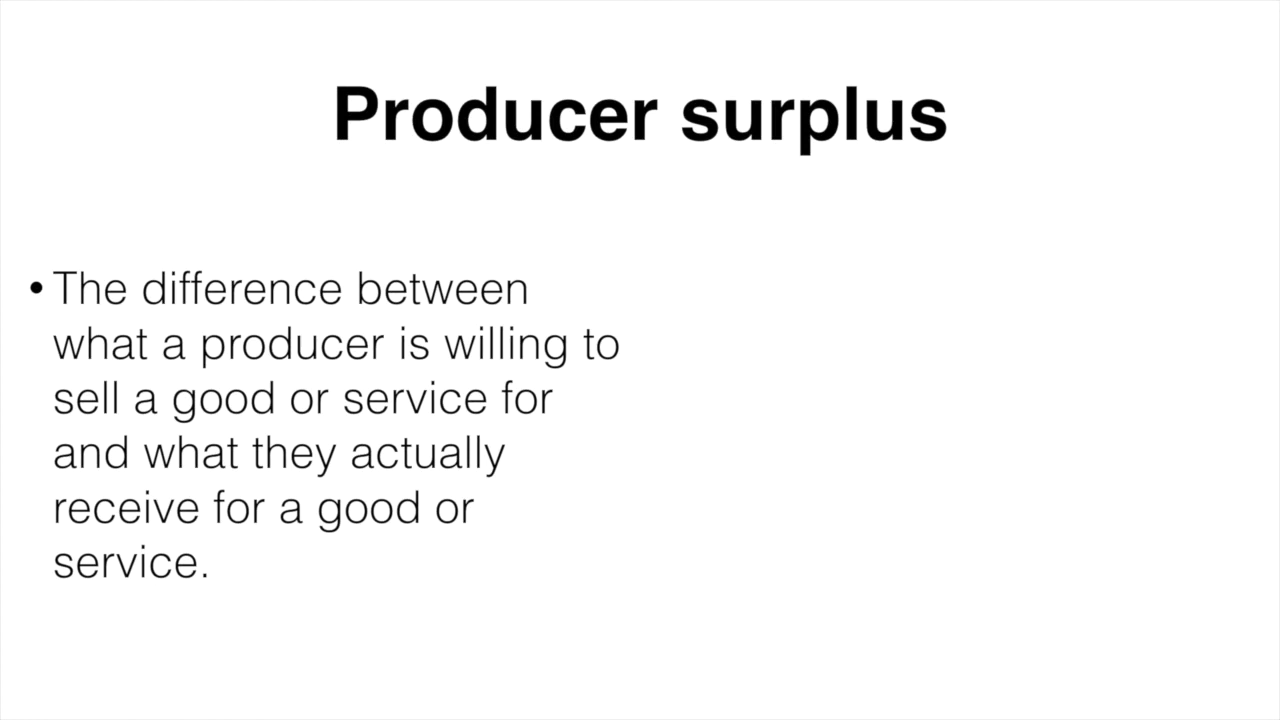 Producer surplus
• The difference between
what a producer is willing to
sell a good or service for
and what they actually
receive for a good or
service.